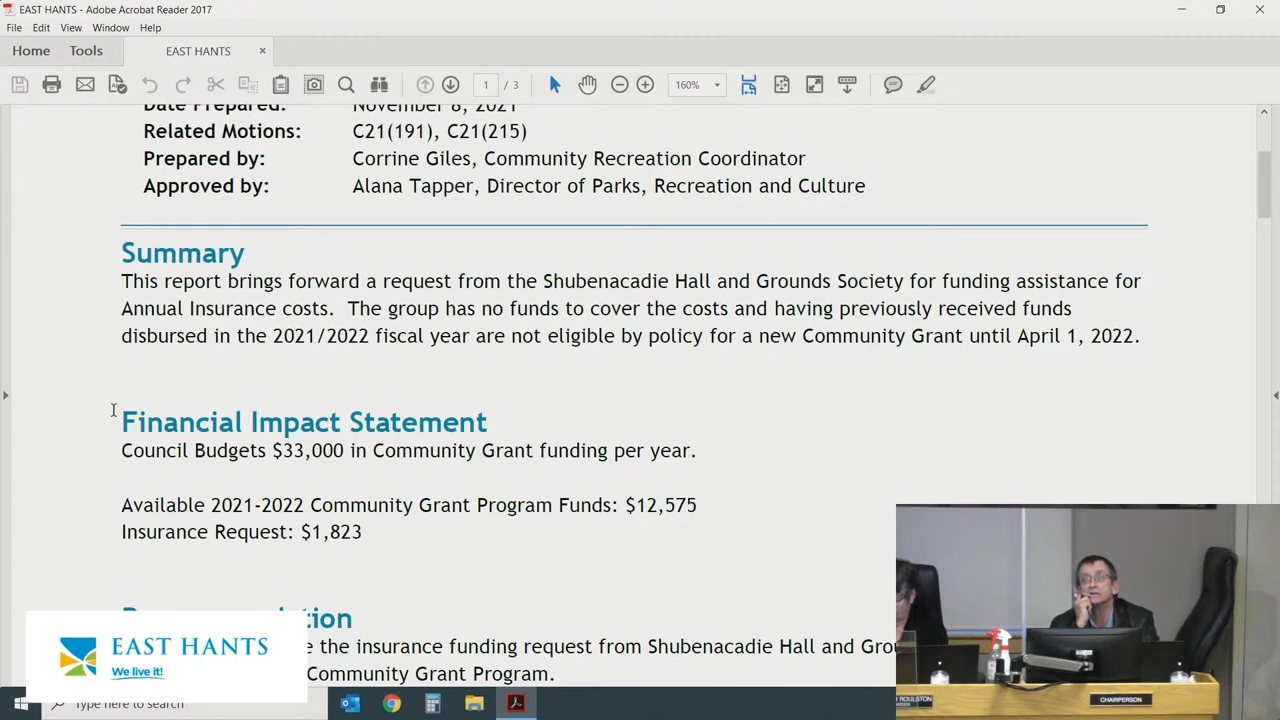 EAST HANTS - Adobe Acrobat Reader 2017
File Edit View Window Help
Home Tools EAST HANTS
1 / 3 160%
Date Prepared: November 8, 2021
Related Motions: C21(191), C21(215)
Prepared by: Corrine Giles, Community Recreation Coordinator
Approved by: Alana Tapper, Director of Parks, Recreation and Culture
Summary
This report brings forward a request from the Shubenacadie Hall and Grounds Society for funding assistance for
Annual Insurance costs. The group has no funds to cover the costs and having previously received funds
disbursed in the 2021/2022 fiscal year are not eligible by policy for a new Community Grant until April 1, 2022.
Financial Impact Statement
Council Budgets $33,000 in Community Grant funding per year.
Available 2021-2022 Community Grant Program Funds: $12,575
Insurance Request: $1,823
the insurance funding request from Shubenacadie Hall and
Community Grant Program.
EAST HANTS
We live it!
Type here to search
ROULSTON
CHAIRPERSON